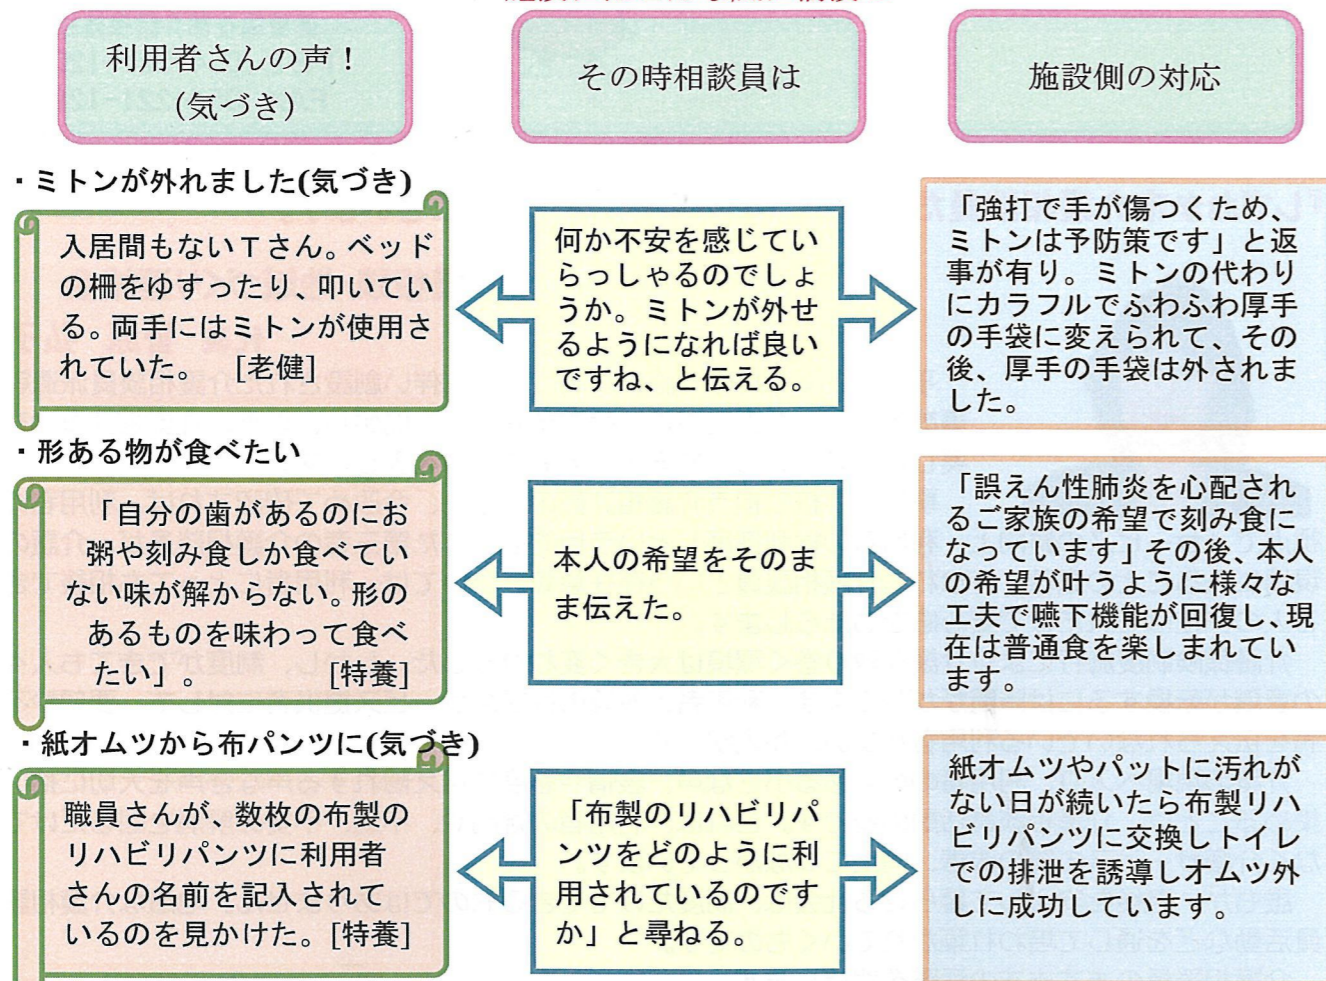 利用者さんの声！
(気づき)
その時相談員は
施設側の対応
・ミトンが外れました(気づき)
入居間もないＴさん。ベッド
の柵をゆすったり、叩いてい
る。両手にはミトンが使用さ
れていた。　[老健]
何か不安を感じてい
らっしゃるのでしょ
うか。ミトンが外せ
るようになれば良い
ですね、と伝える。
「強打で手が傷つくため、
ミトンは予防策です」と返
事が有り。ミトンの代わり
にカラフルでふわふわ厚手
の手袋に変えられて、その
後、厚手の手袋は外されま
した。
・形ある物が食べたい
「自分の歯があるのにお
粥や刻み食しか食べてい
ない味が解からない。形の
あるものを味わって食べ
たい」。　[特養]
本人の希望をそのま
ま伝えた。
「誤えん性肺炎を心配され
るご家族の希望で刻み食に
なっています」その後、本人
の希望が叶うように様々な
工夫で嚥下機能が回復し、現
在は普通食を楽しまれてい
ます。
・紙オムツから布パンツに(気づき)
職員さんが、数枚の布製の
リハビリパンツに利用者
さんの名前を記入されて
いるのを見かけた。[特養]
「布製のリハビリパ
ンツをどのように利
用されているのです
か」と尋ねる。
紙オムツやパットに汚れが
ない日が続いたら布製リハ
ビリパンツに交換しトイレ
での排泄を誘導しオムツ外
しに成功しています。